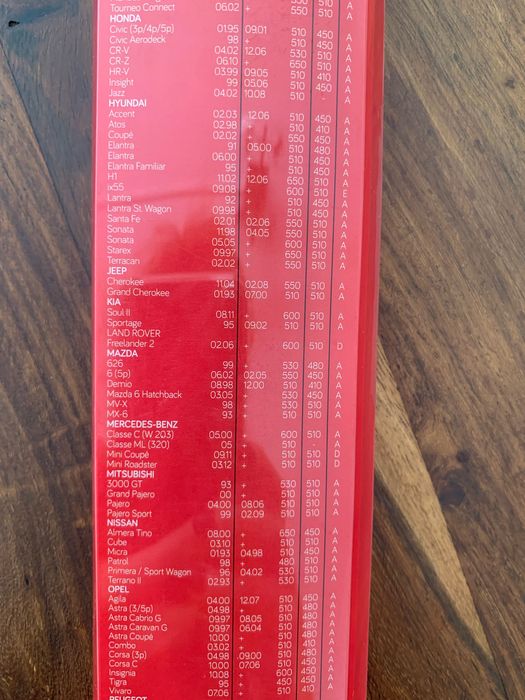 Tourneo Connect 06.02 + 550 510 A
HONDA
Civic (3p/4p/5p) 01.95 09.01 510 450 A
Civic Aerodeck 98 + 510 450 A
CR-V 04.02 12.06 530 510 A
CR-Z 06.10 + 650 510 A
HR-V 03.99 09.05 510 410 A
Insight 99 05.06 510 450 A
Jazz 04.02 10.08 510 - A
HYUNDAI
Accent 02.03 12.06 510 450 A
Atos 02.98 + 510 410 A
Coupé 02.02 + 550 450 A
Elantra 91 05.00 510 480 A
Elantra 06.00 + 510 450 A
Elantra Familiar 95 + 510 450 A
H1 11.02 12.06 650 510 A
ix55 09.08 + 600 510 E
Lantra 92 + 510 450 A
Lantra St. Wagon 09.98 + 510 450 A
Santa Fe 02.01 02.06 550 510 A
Sonata 11.98 04.05 550 510 A
Sonata 05.05 + 600 510 A
Starex 09.97 + 600 510 A
Terracan 02.02 + 550 510 A
JEEP
Cherokee 11.04 02.08 550 510 A
Grand Cherokee 01.93 07.00 510 510 A
KIA
Soul II 08.11 + 600 510 A
Sportage 95 09.02 510 510 A
LAND ROVER
Freelander 2 02.06 + 600 510 D
MAZDA
626 99 + 530 480 A
6 (5p) 06.02 02.05 550 450 A
Demio 08.98 12.00 510 410 A
Mazda 6 Hatchback 03.05 + 530 450 A
MV-X 98 + 530 510 A
MX-6 93 + 510 510 A
MERCEDES-BENZ
Classe C (W 203) 05.00 + 600 510 A
Classe ML (320) 05 + 510 - A
Mini Coupé 09.11 + 510 510 D
Mini Roadster 03.12 + 510 510 D
MITSUBISHI
3000 GT 93 + 530 510 A
Grand Pajero 00 + 510 510 A
Pajero 04.00 08.06 510 510 A
Pajero Sport 99 02.09 510 510 A
NISSAN
Almera Tino 08.00 + 650 450 A
Cube 03.10 + 510 510 A
Micra 01.93 04.98 510 450 A
Patrol 98 + 480 510 A
Primera / Sport Wagon 96 04.02 530 510 A
Terrano II 02.93 + 530 510 A
OPEL
Agila 04.00 12.07 510 450 A
Astra (3/5p) 04.98 + 510 480 A
Astra Cabrio G 09.97 08.05 510 480 A
Astra Caravan G 09.97 06.04 510 480 A
Astra Coupé 10.00 + 510 480 A
Combo 03.02 + 510 410 A
Corsa (3p) 04.98 09.00 510 480 A
Corsa C 10.00 07.06 510 410 A
Insignia 10.08 + 600 450 A
Tigra 95 + 450 450 A
Vivaro 07.06 + 510 410 A
PEUGEOT